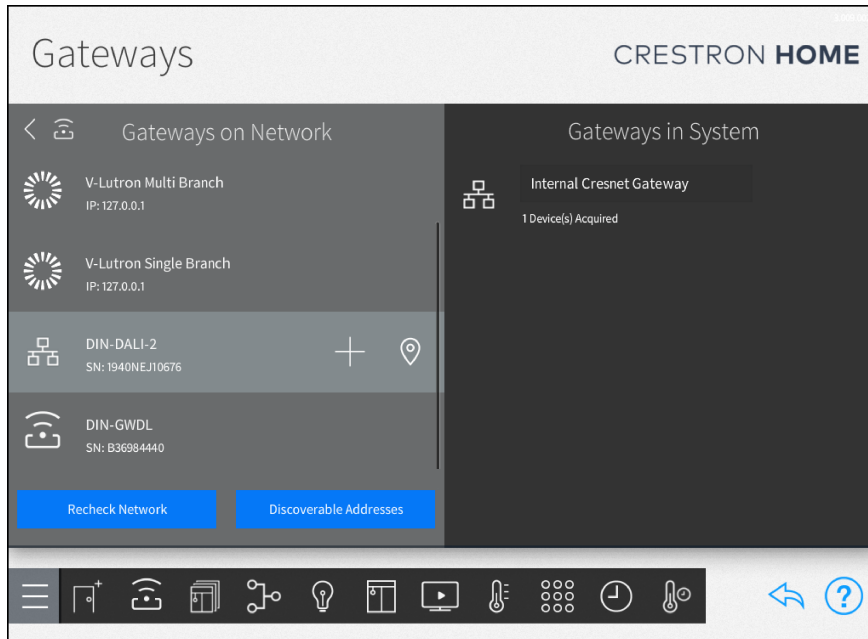 Gateways
CRESTRON HOME
Gateways on Network
V-Lutron Multi Branch
IP: 127.0.0.1
V-Lutron Single Branch
IP: 127.0.0.1
DIN-DALI-2
SN: 1940NEJ10676
DIN-GWDL
SN: B36984440
Recheck Network
Discoverable Addresses
Gateways in System
Internal Cresnet Gateway
1 Device(s) Acquired
?